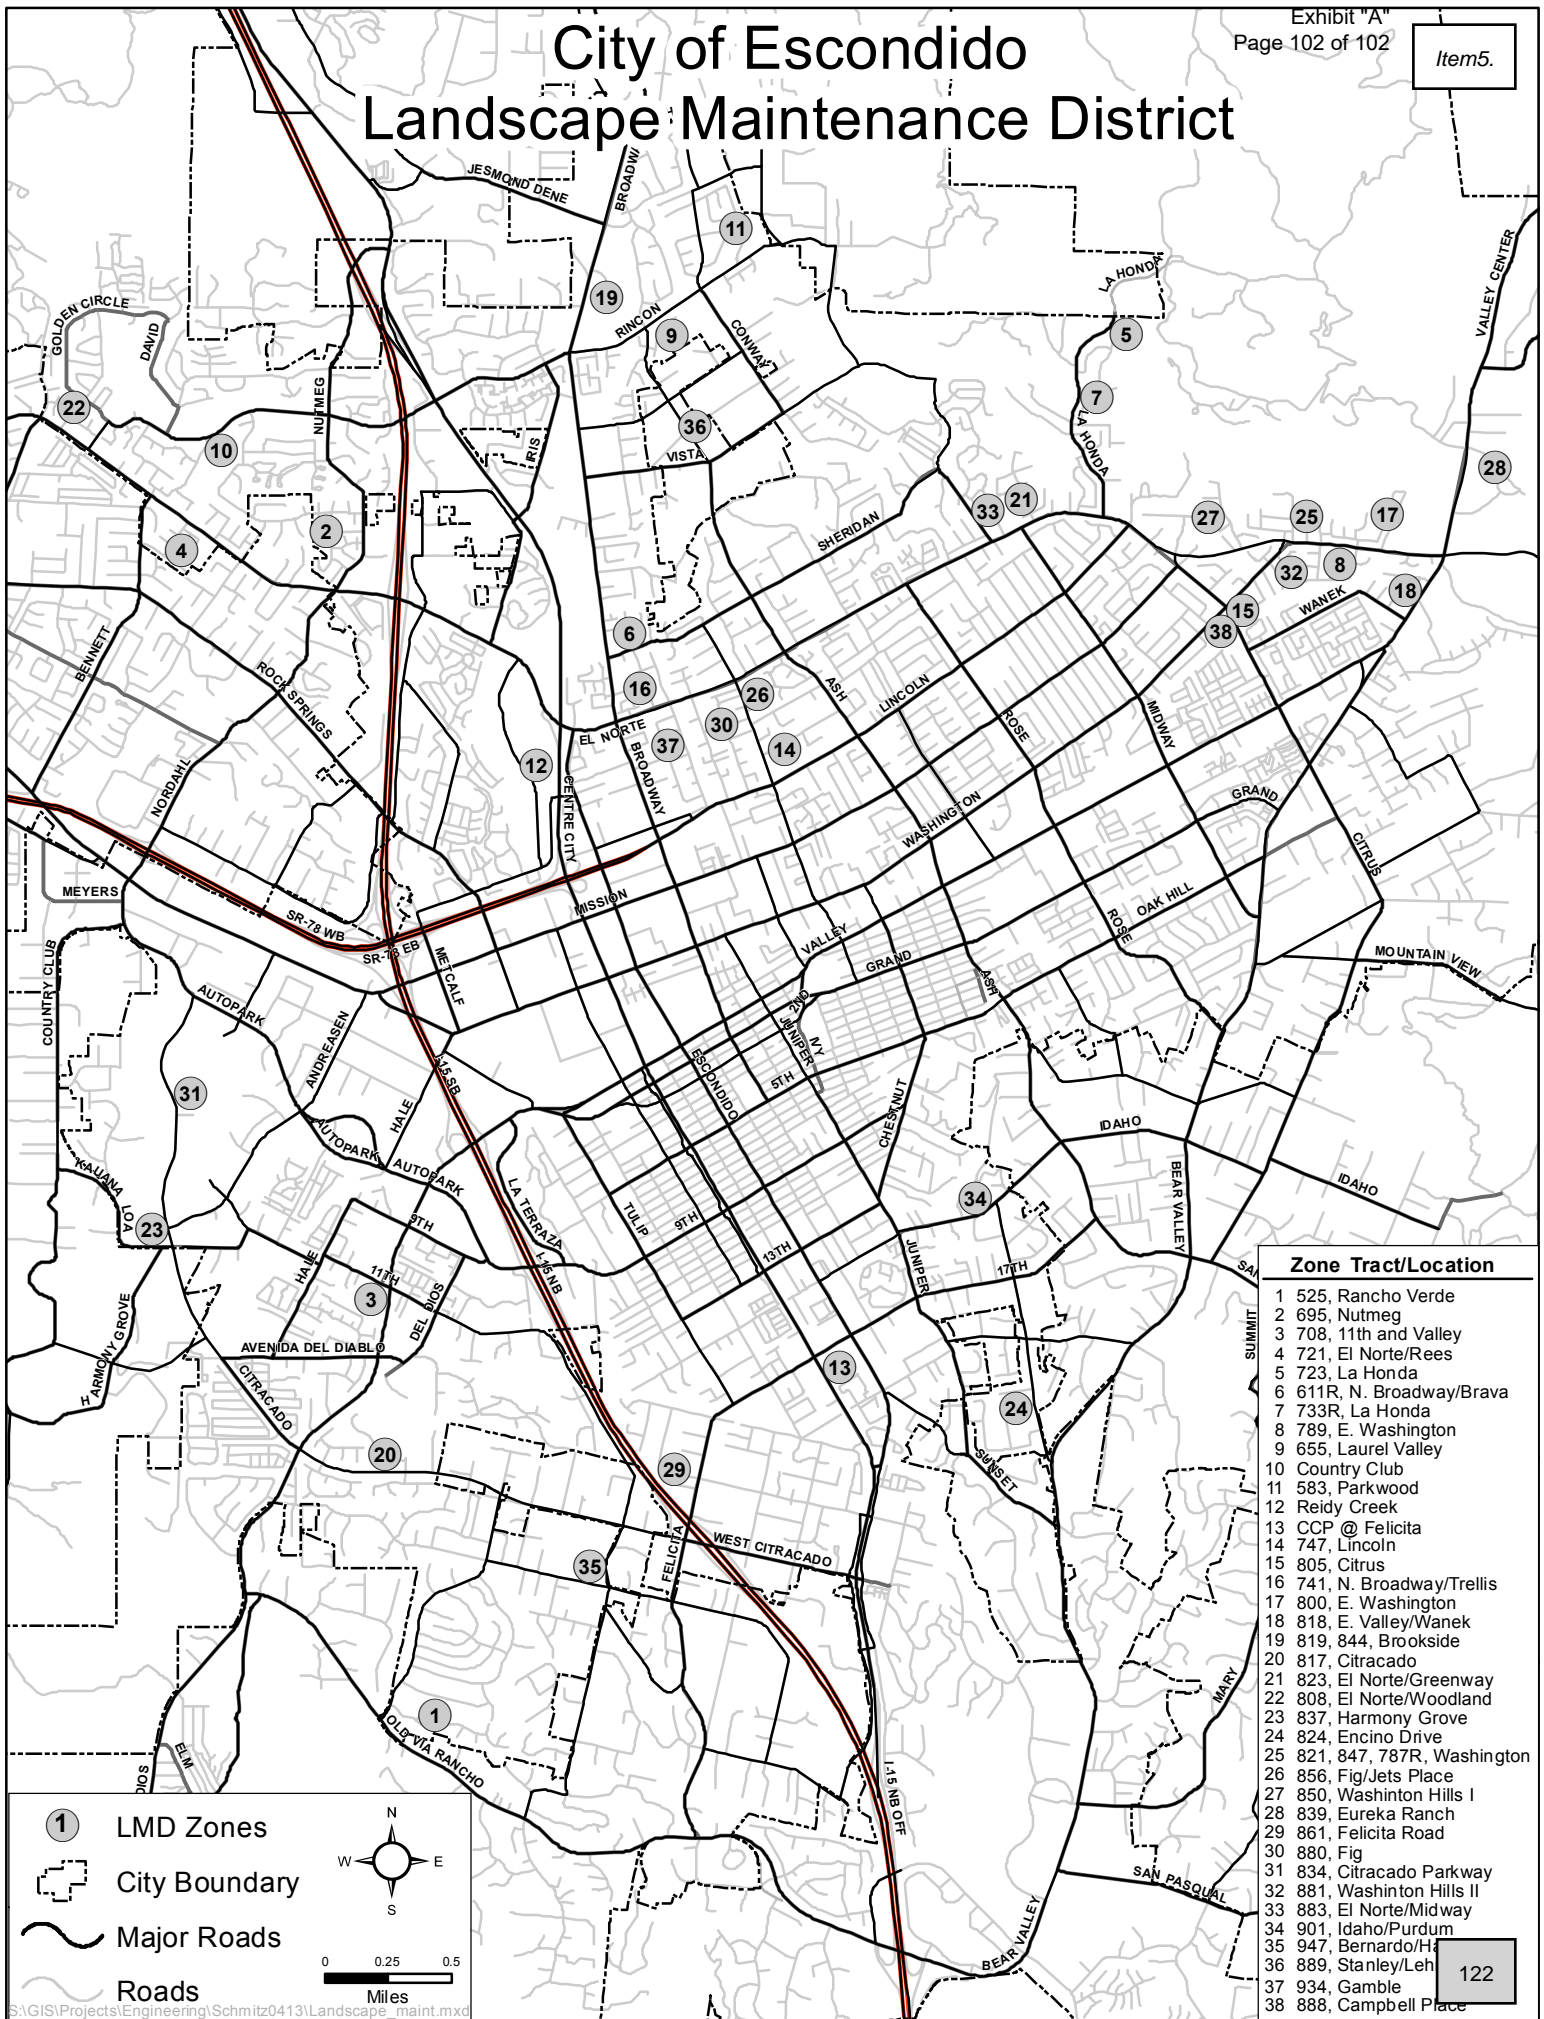 Exhibit "A"
Page 102 of 102
Item5.
City of Escondido
Landscape Maintenance District
JESMOND DENE
BROADWA
11
VALLEY CENTER
LA HONDA
19
RINCON
9
CONWAY
5
GOLDEN CIRCLE
DAVID
NUTMEG
22
7
LA HONDA
10
36
IRIS
VISTA
28
33
21
27
25
17
2
4
SHERIDAN
32
8
WANEK
18
15
38
6
BENNETT
ROCK SPRINGS
16
26
ASH
LINCOLN
ROSE
MIDWAY
EL NORTE
30
37
14
12
BROADWAY
CENTRE CITY
NORDAHL
WASHINGTON
GRAND
CITRUS
MEYERS
MISSION
SR-78 WB
SR-78 EB
OAK HILL
ROSE
VALLEY
GRAND
METCALF
MOUNTAIN VIEW
COUNTRY CLUB
AUTOPARK
ANDREASEN
2ND
ASH
JUNIPER
IVY
I-15 SB
ESCONDIDO
5TH
31
HALE
CHESTNUT
IDAHO
AUTOPARK
AUTOPARK
KAUANA LOA
BEAR VALLEY
IDAHO
LA TERRAZA
34
23
9TH
TULIP
9TH
13TH
JUNIPER
HALE
11TH
I-15 NB
17TH
SAN
3
DEL DIOS
HARMONY GROVE
SUMMIT
AVENIDA DEL DIABLO
13
CITRACADO
24
20
29
SUNSET
35
FELICITA
WEST CITRACADO
MARY
1
OLD VIA RANCHO
ELM
DIOS
I-15 NB OFF
SAN PASQUAL
BEAR VALLEY
Zone Tract/Location
1 525, Rancho Verde
2 695, Nutmeg
3 708, 11th and Valley
4 721, El Norte/Rees
5 723, La Honda
6 611R, N. Broadway/Brava
7 733R, La Honda
8 789, E. Washington
9 655, Laurel Valley
10 Country Club
11 583, Parkwood
12 Reidy Creek
13 CCP @ Felicita
14 747, Lincoln
15 805, Citrus
16 741, N. Broadway/Trellis
17 800, E. Washington
18 818, E. Valley/Wanek
19 819, 844, Brookside
20 817, Citracado
21 823, El Norte/Greenway
22 808, El Norte/Woodland
23 837, Harmony Grove
24 824, Encino Drive
25 821, 847, 787R, Washington
26 856, Fig/Jets Place
27 850, Washinton Hills I
28 839, Eureka Ranch
29 861, Felicita Road
30 880, Fig
31 834, Citracado Parkway
32 881, Washinton Hills II
33 883, El Norte/Midway
34 901, Idaho/Purdum
35 947, Bernardo/Ha
36 889, Stanley/Leh
37 934, Gamble
38 888, Campbell Place
122
1 LMD Zones
City Boundary
Major Roads
Roads
N
W E
S
0 0.25 0.5
Miles
S:\GIS\Projects\Engineering\Schmitz0413\Landscape_maint.mxd